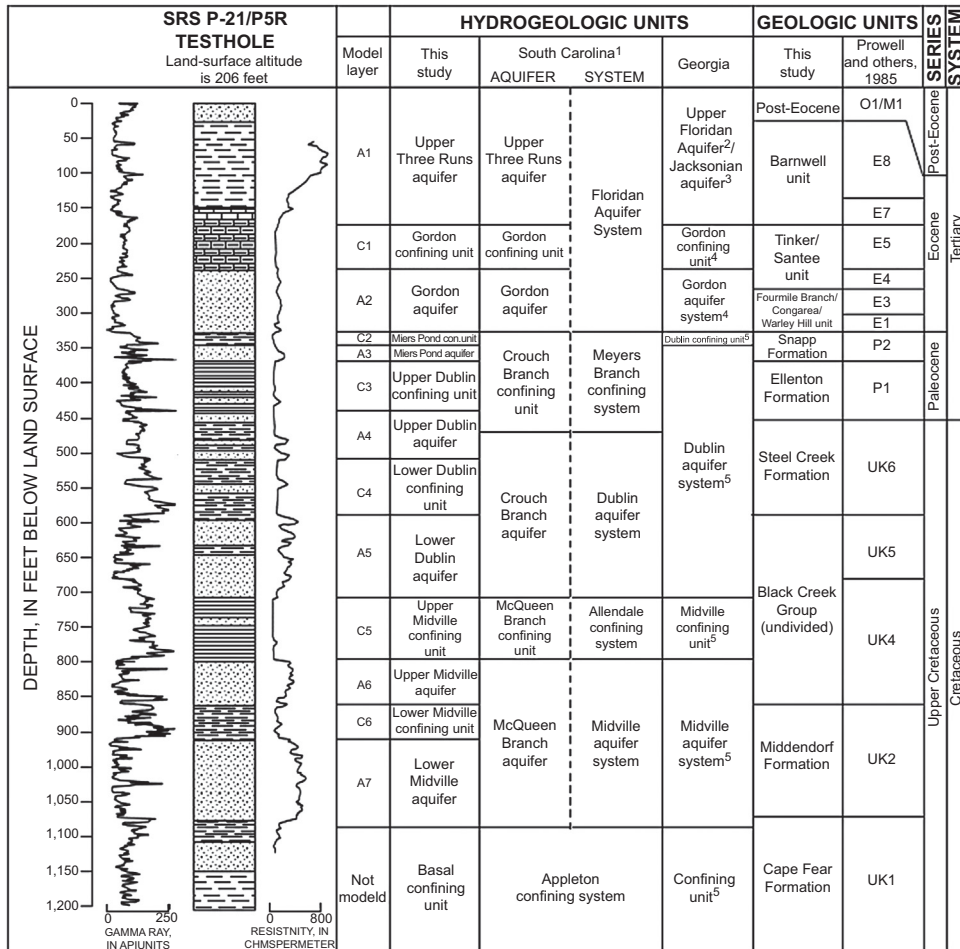 SRS P-21/P5R
TESTHOLE
Land-surface altitude
is 206 feet
HYDROGEOLOGIC UNITS
GEOLOGIC UNITS
SERIES
SYSTEM
Model
layer
This
study
South Carolina1
AQUIFER SYSTEM
Georgia
This
study
Prowell
and others,
1985
DEPTH, IN FEET BELOW LAND SURFACE
0
50
100
150
200
250
300
350
400
450
500
550
600
650
700
750
800
850
900
950
1,000
1,050
1,100
1,150
1,200
0 250
GAMMA RAY,
IN APIUNITS
0 800
RESISTNITY, IN
CHMSPERMETER
A1
C1
A2
C2
A3
C3
A4
C4
A5
C5
A6
C6
A7
Not
modeld
Upper
Three Runs
aquifer
Gordon
confining unit
Gordon
aquifer
Miers Pond con.unit
Miers Pond aquifer
Upper Dublin
confining unit
Upper Dublin
aquifer
Lower Dublin
confining
unit
Lower
Dublin
aquifer
Upper
Midville
confining
unit
Upper Midville
aquifer
Lower Midville
confining unit
Lower
Midville
aquifer
Basal
confining
unit
Upper
Three Runs
aquifer
Gordon
confining unit
Gordon
aquifer
Crouch
Branch
confining
unit
Crouch
Branch
aquifer
McQueen
Branch
confining
unit
McQueen
Branch
aquifer
Appleton
confining system
Floridan
Aquifer
System
Meyers
Branch
confining
system
Dublin
aquifer
system
Allendale
confining
system
Midville
aquifer
system
Upper
Floridan
Aquifer2/
Jacksonian
aquifer3
Gordon
confining
unit4
Gordon
aquifer
system4
Dublin confining unit5
Dublin
aquifer
system5
Midville
confining
unit5
Midville
aquifer
system5
Confining
unit5
Post-Eocene
Barnwell
unit
Tinker/
Santee
unit
Fourmile Branch/
Congarea/
Warley Hill unit
Snapp
Formation
Ellenton
Formation
Steel Creek
Formation
Black Creek
Group
(undivided)
Middendorf
Formation
Cape Fear
Formation
O1/M1
E8
E7
E5
E4
E3
E1
P2
P1
UK6
UK5
UK4
UK2
UK1
Post-Eocene
Eocene
Paleocene
Upper Cretaceous
Tertiary
Cretaceous